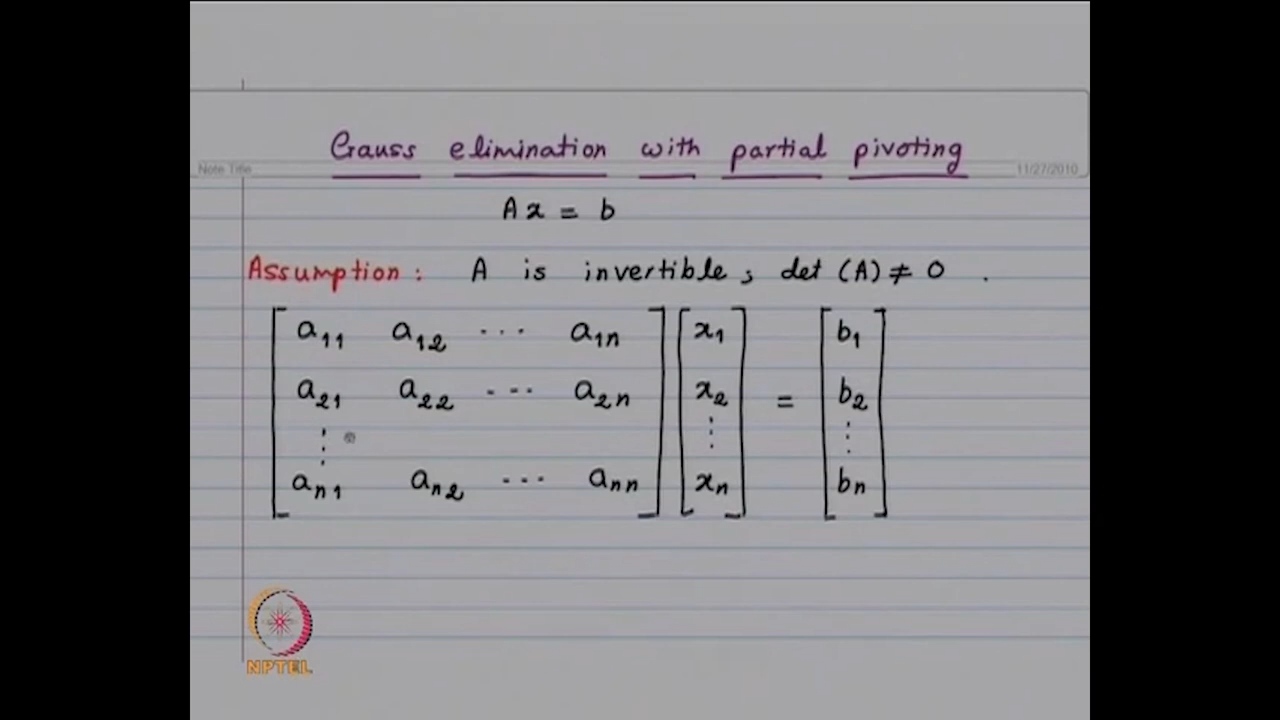 Gauss elimination with partial pivoting
Note Title 11/27/2010
Ax = b
Assumption : A is invertible, det (A) ≠ 0 .
[ a11 a12 ... a1n ] [ x1 ] [ b1 ]
[ a21 a22 ... a2n ] [ x2 ] = [ b2 ]
⋮ ⋮ ⋮
[ an1 an2 ... ann ] [ xn ] [ bn ]
NPTEL